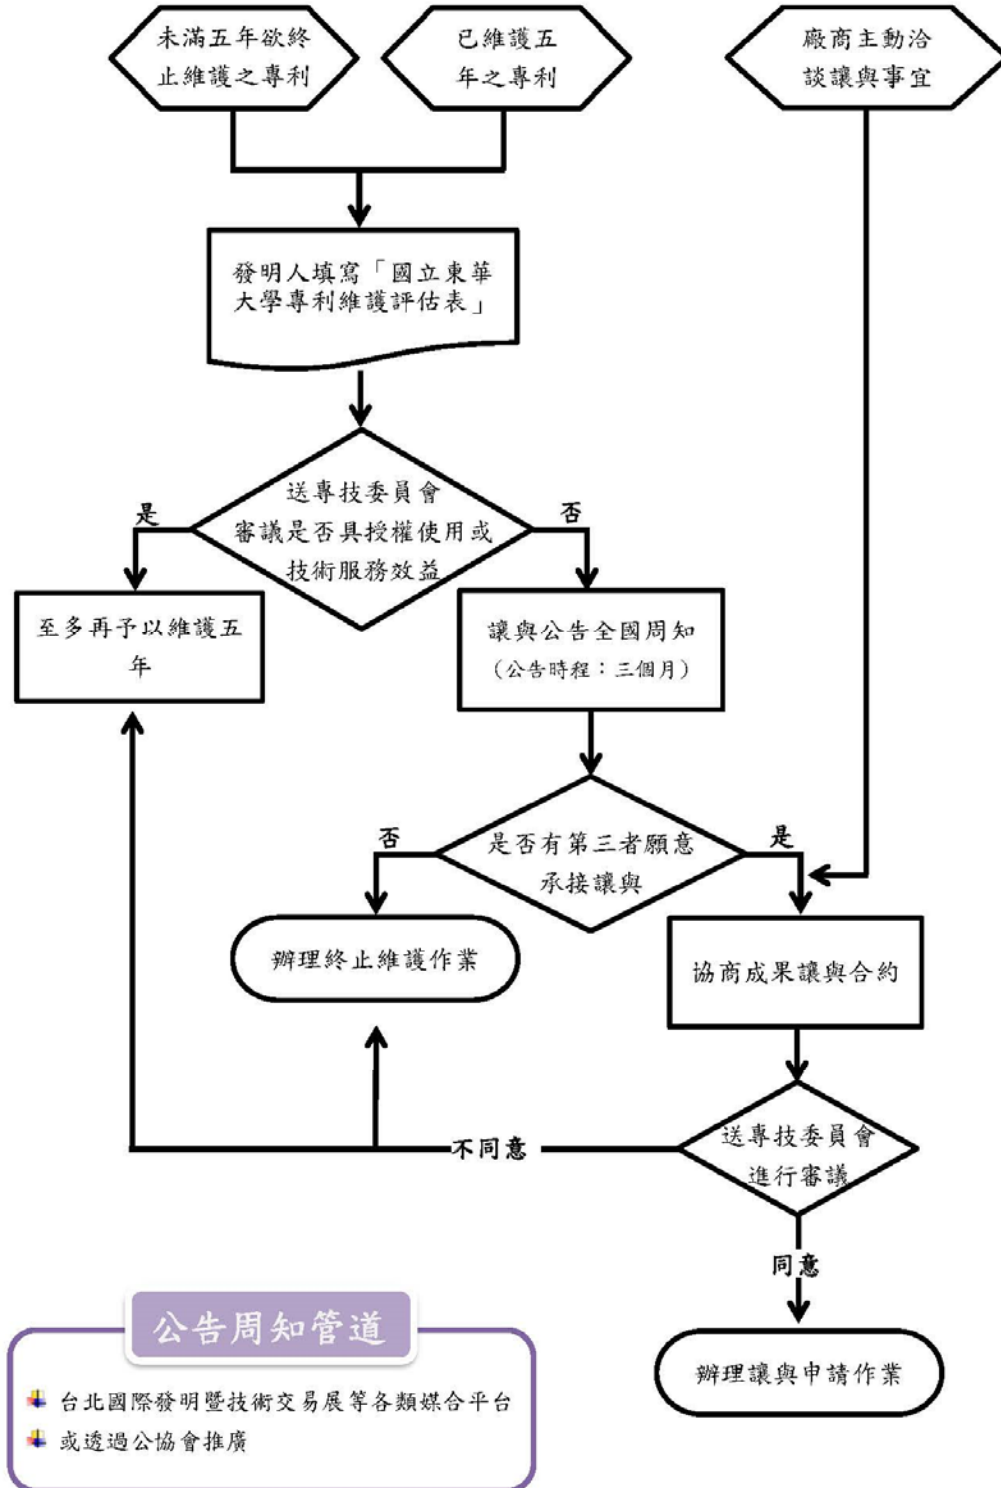 未滿五年欲終
止維護之專利
已維護五
年之專利
廠商主動洽
談讓與事宜
發明人填寫「國立東華
大學專利維護評估表」
送專技委員會
審議是否具授權使用或
技術服務效益
是
否
至多再予以維護五
年
讓與公告全國周知
(公告時程：三個月)
是否有第三者願意
承接讓與
否
是
辦理終止維護作業
協商成果讓與合約
送專技委員會
進行審議
不同意
同意
辦理讓與申請作業
公告周知管道
台北國際發明暨技術交易展等各類媒合平台
或透過公協會推廣